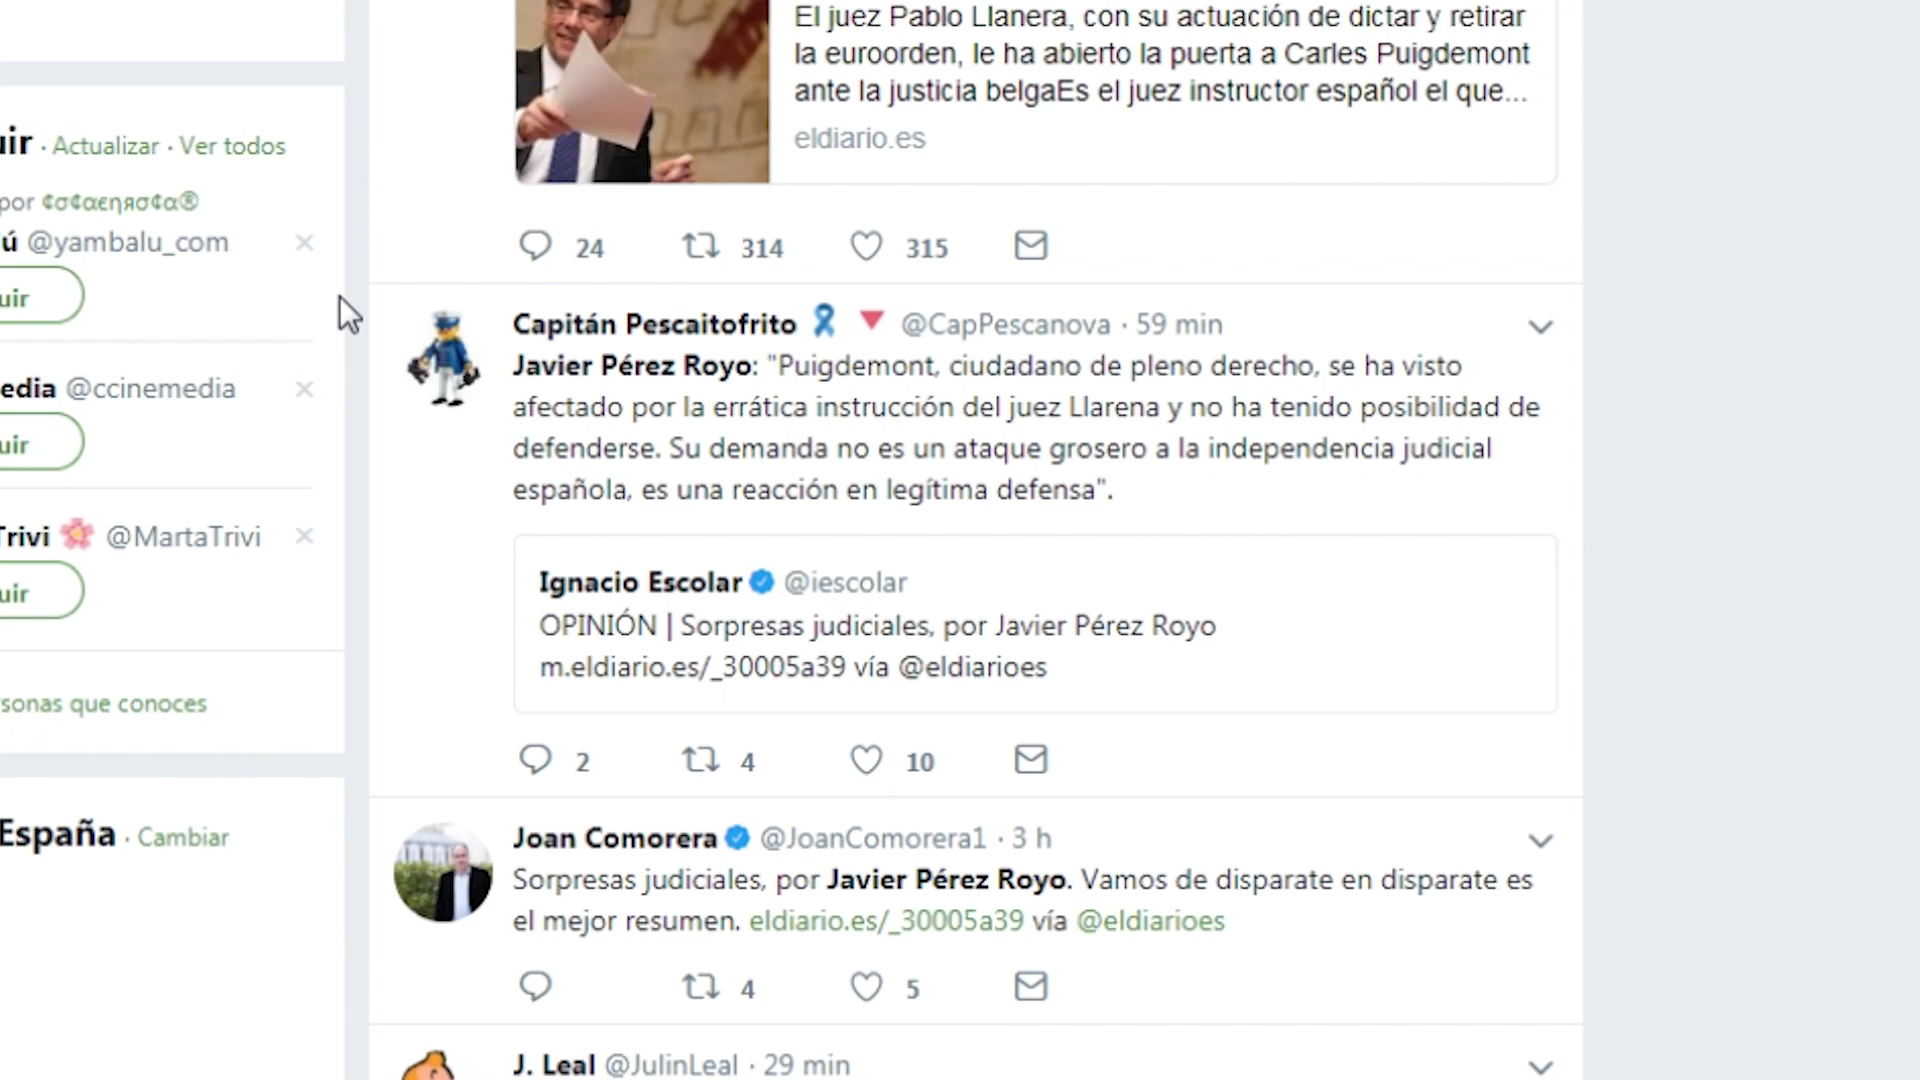 El juez Pablo Llanera, con su actuación de dictar y retirar
la euroorden, le ha abierto la puerta a Carles Puigdemont
ante la justicia belgaEs el juez instructor español el que...
eldiario.es
24 314 315
uir · Actualizar · Ver todos
por ¢σ¢αєηяσ¢α®
ú @yambalu_com
uir
edia @ccinemedia
uir
Trivi @MartaTrivi
uir
rsonas que conoces
España · Cambiar
Capitán Pescaitofrito @CapPescanova · 59 min
Javier Pérez Royo: "Puigdemont, ciudadano de pleno derecho, se ha visto
afectado por la errática instrucción del juez Llarena y no ha tenido posibilidad de
defenderse. Su demanda no es un ataque grosero a la independencia judicial
española, es una reacción en legítima defensa".
Ignacio Escolar @iescolar
OPINIÓN | Sorpresas judiciales, por Javier Pérez Royo
m.eldiario.es/_30005a39 vía @eldiarioes
2 4 10
Joan Comorera @JoanComorera1 · 3 h
Sorpresas judiciales, por Javier Pérez Royo. Vamos de disparate en disparate es
el mejor resumen. eldiario.es/_30005a39 vía @eldiarioes
4 5
J. Leal @JulinLeal · 29 min